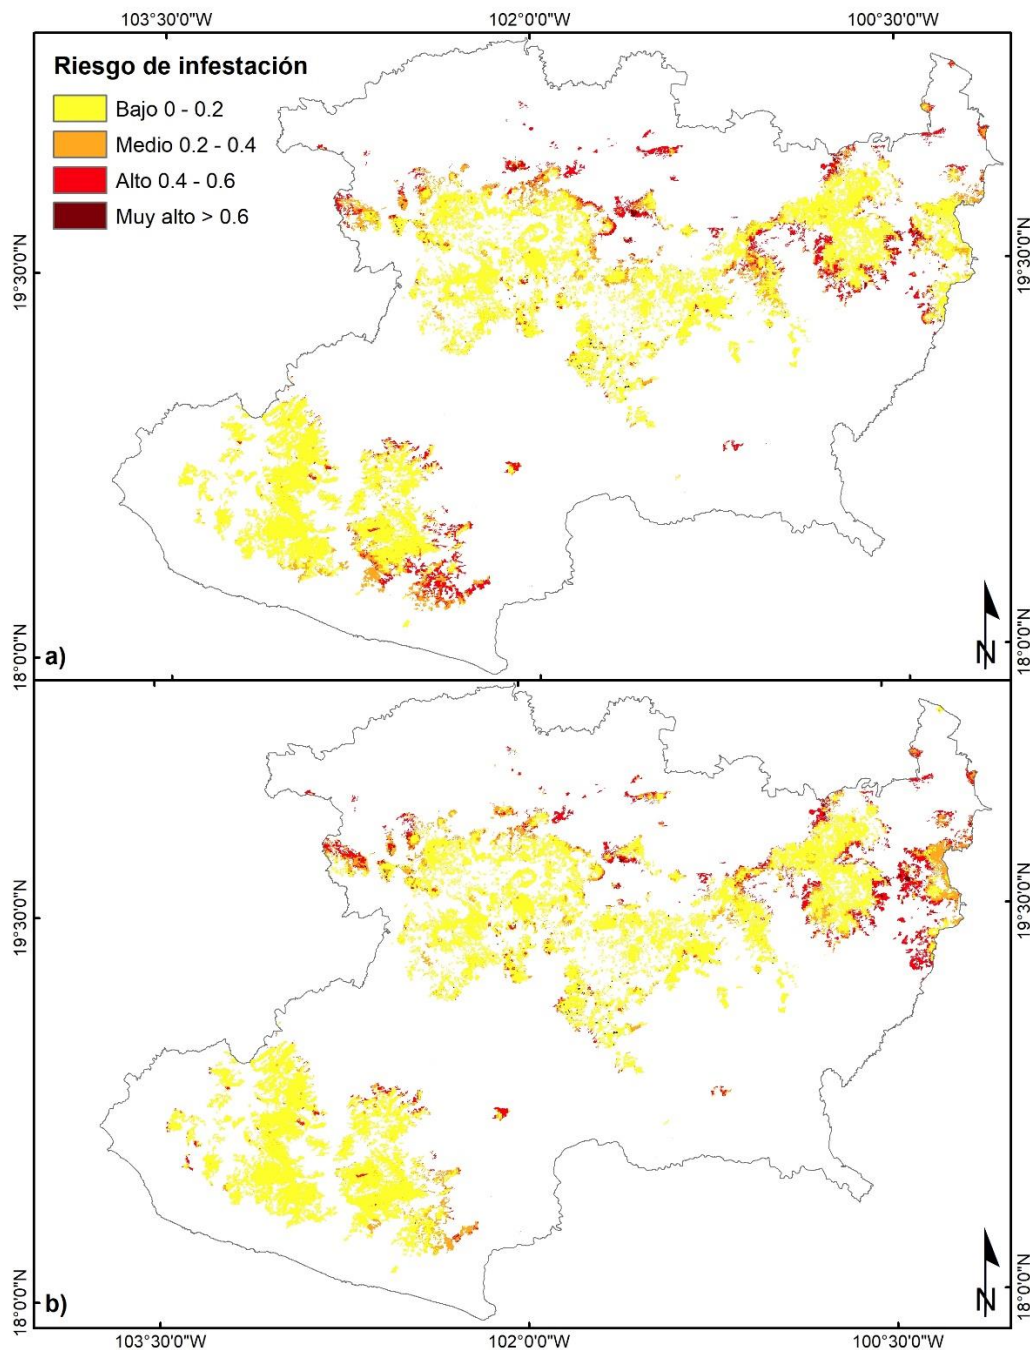 103°30'0"W
102°0'0"W
100°30'0"W
Riesgo de infestación
Bajo 0 - 0.2
Medio 0.2 - 0.4
Alto 0.4 - 0.6
Muy alto > 0.6
19°30'0"N
19°30'0"N
18°0'0"N
18°0'0"N
a)
N
19°30'0"N
19°30'0"N
18°0'0"N
18°0'0"N
b)
N
103°30'0"W
102°0'0"W
100°30'0"W